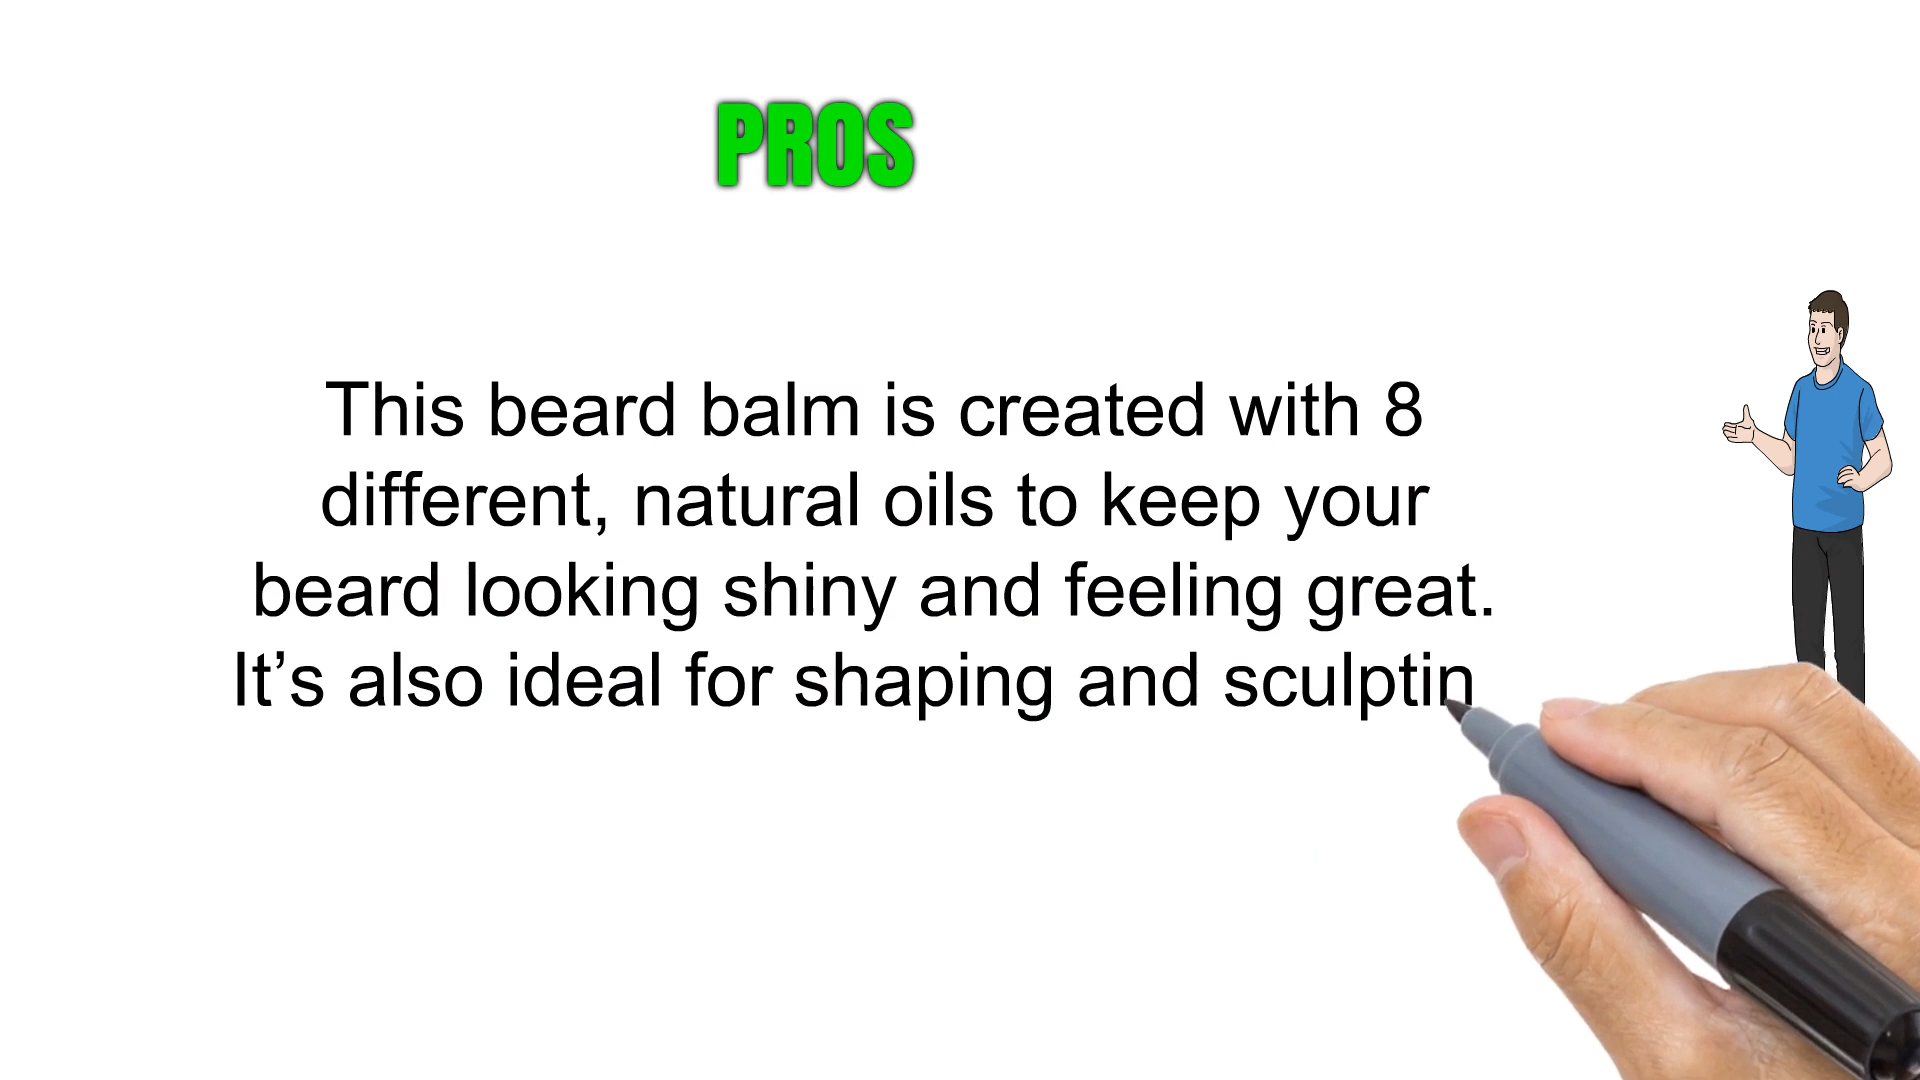 PROS
This beard balm is created with 8
different, natural oils to keep your
beard looking shiny and feeling great.
It’s also ideal for shaping and sculptin